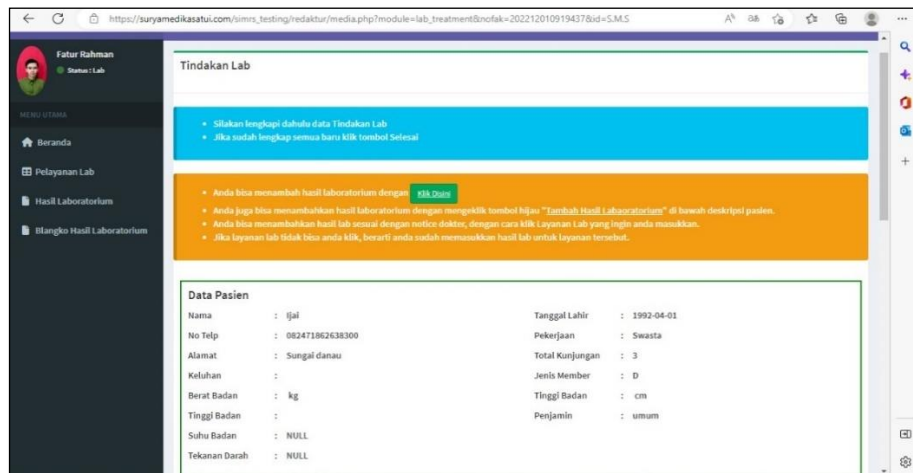 https://suryamedikasatui.com/simrs_testing/redaktur/media.php?module=lab_treatment&nofak=202212010919437&id=S.M.S
Fatur Rahman
Status : Lab
MENU UTAMA
Beranda
Pelayanan Lab
Hasil Laboratorium
Blangko Hasil Laboratorium
Tindakan Lab
Silakan lengkapi dahulu data Tindakan Lab
Jika sudah lengkap semua baru klik tombol Selesai
Anda bisa menambah hasil laboratorium dengan Klik Disini
Anda juga bisa menambahkan hasil laboratorium dengan mengeklik tombol hijau "Tambah Hasil Labaoratorium" di bawah deskripsi pasien.
Anda bisa menambahkan hasil lab sesuai dengan notice dokter, dengan cara klik Layanan Lab yang ingin anda masukkan.
Jika layanan lab tidak bisa anda klik, berarti anda sudah memasukkan hasil lab untuk layanan tersebut.
Data Pasien
Nama : Ijai Tanggal Lahir : 1992-04-01
No Telp : 082471862638300 Pekerjaan : Swasta
Alamat : Sungai danau Total Kunjungan : 3
Keluhan : Jenis Member : D
Berat Badan : kg Tinggi Badan : cm
Tinggi Badan : Penjamin : umum
Suhu Badan : NULL
Tekanan Darah : NULL